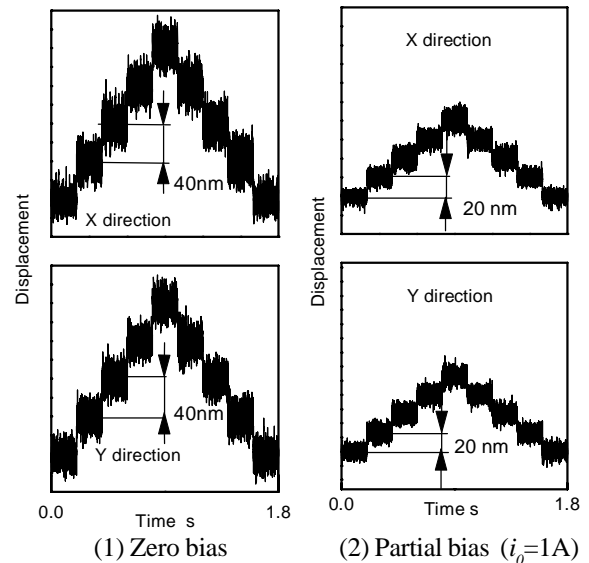 X direction
40nm
X direction
20 nm
Displacement
Displacement
40nm
Y direction
Y direction
20 nm
0.0
1.8
0.0
1.8
Time s
Time s
(1) Zero bias
(2) Partial bias (i0=1A)